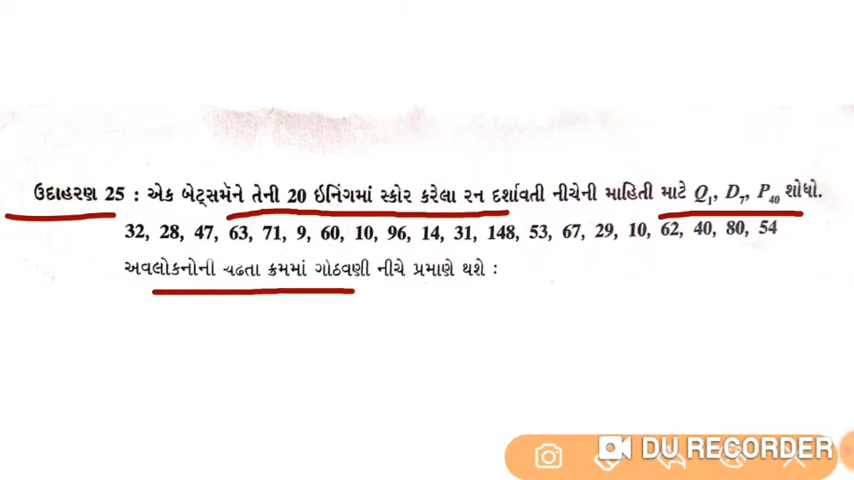 ઉદાહરણ 25 : એક બેટ્સમૅને તેની 20 ઇનિંગમાં સ્કોર કરેલા રન દર્શાવતી નીચેની માહિતી માટે Q₁, D₇, P₄₀ શોધો.
32, 28, 47, 63, 71, 9, 60, 10, 96, 14, 31, 148, 53, 67, 29, 10, 62, 40, 80, 54
અવલોકનોની ચઢતા ક્રમમાં ગોઠવણી નીચે પ્રમાણે થશે :
DU RECORDER